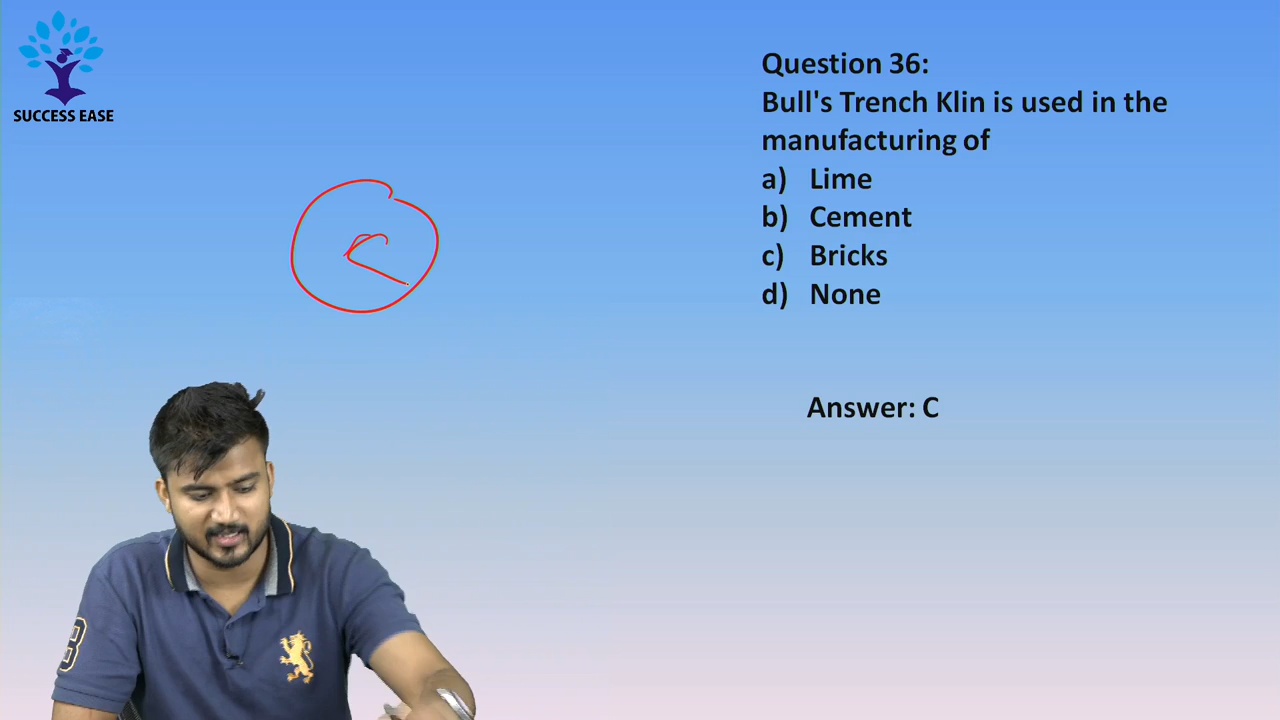 SUCCESS EASE
Question 36:
Bull's Trench Klin is used in the
manufacturing of
a) Lime
b) Cement
c) Bricks
d) None
Answer: C
C